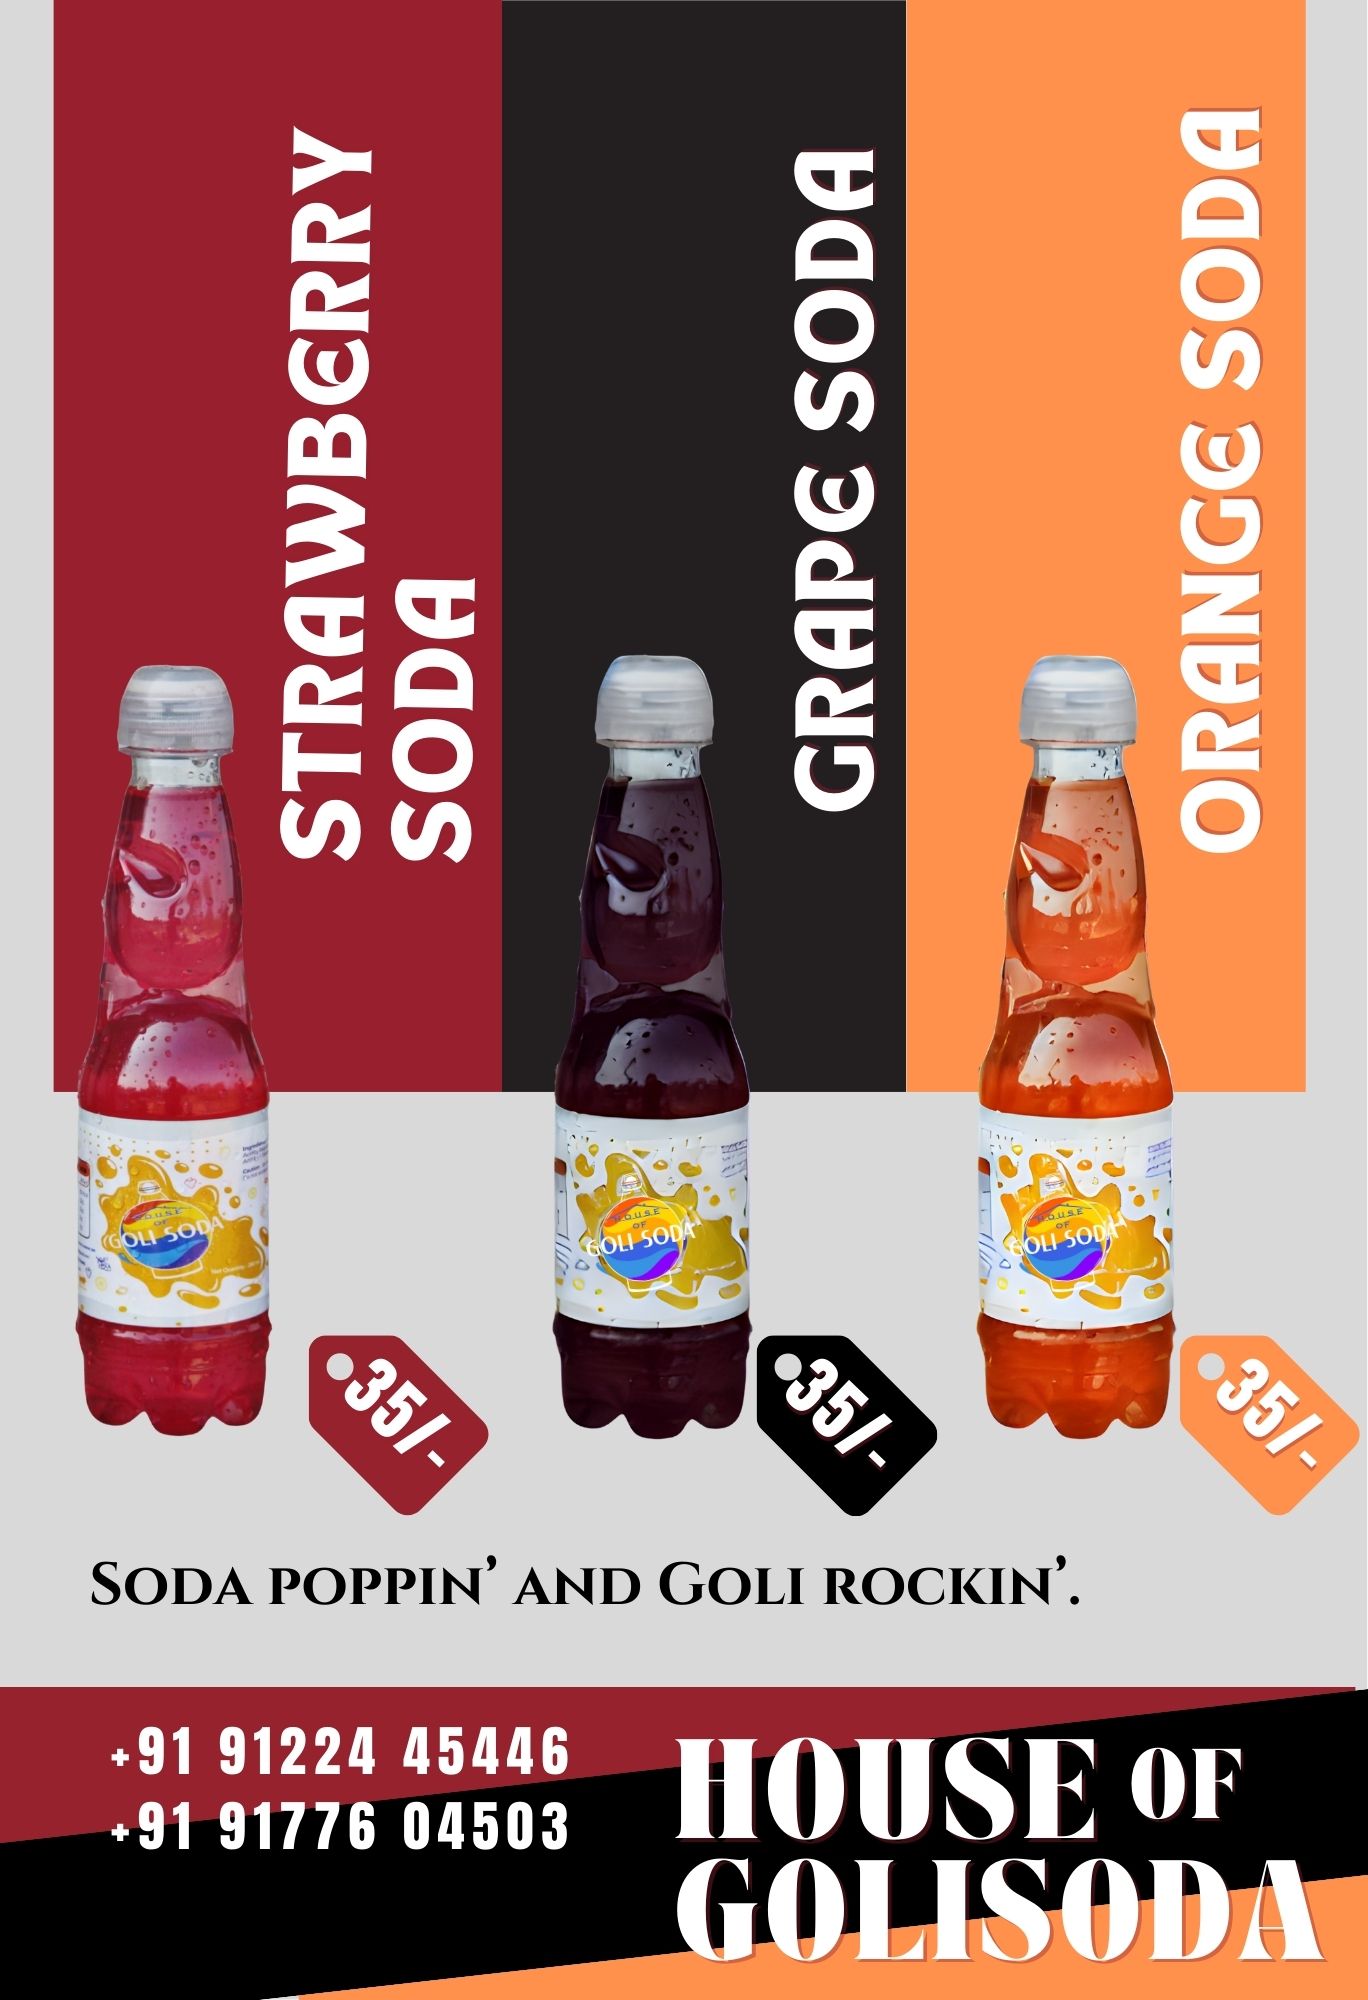 STRAWBERRY
SODA
GRAPE SODA
ORANGE SODA
HOUSE
OF
GOLI SODA
HOUSE
OF
GOLI SODA
HOUSE
OF
GOLI SODA
35/-
35/-
35/-
Soda poppin’ and Goli rockin’.
+91 91224 45446
+91 91776 04503
HOUSE OF
GOLISODA